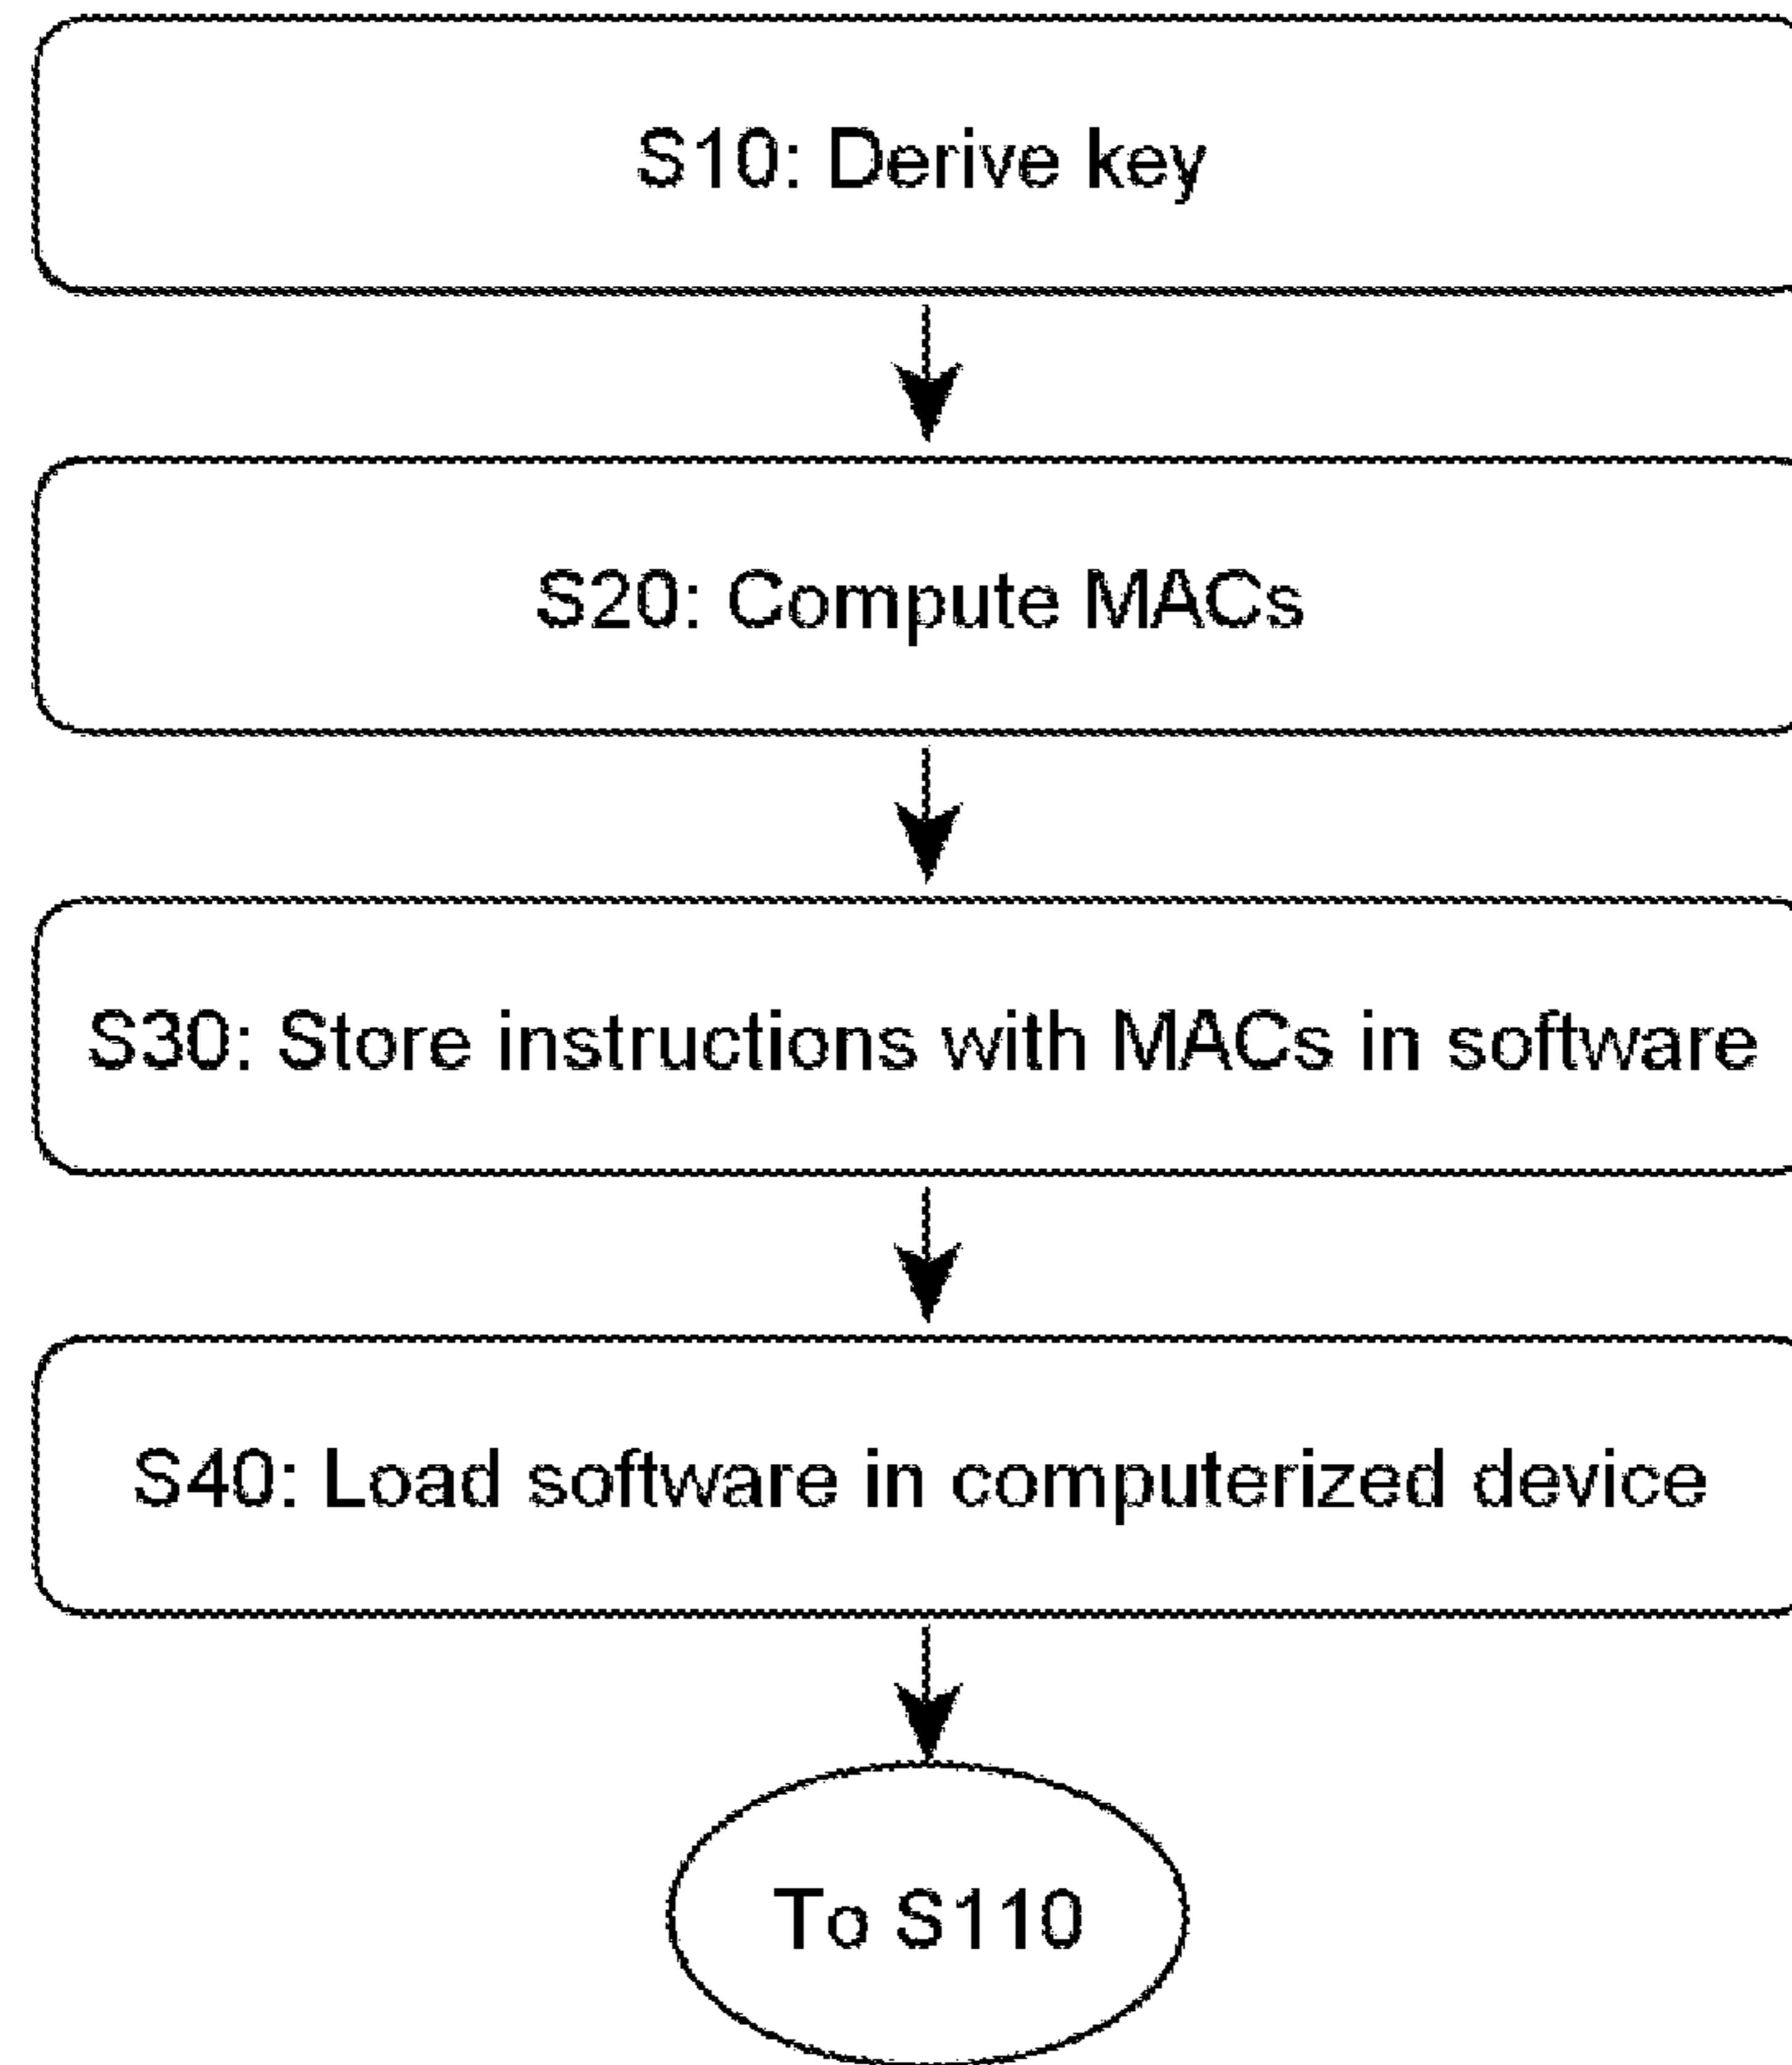 S10: Derive key
S20: Compute MACs
S30: Store instructions with MACs in software
S40: Load software in computerized device
To S110